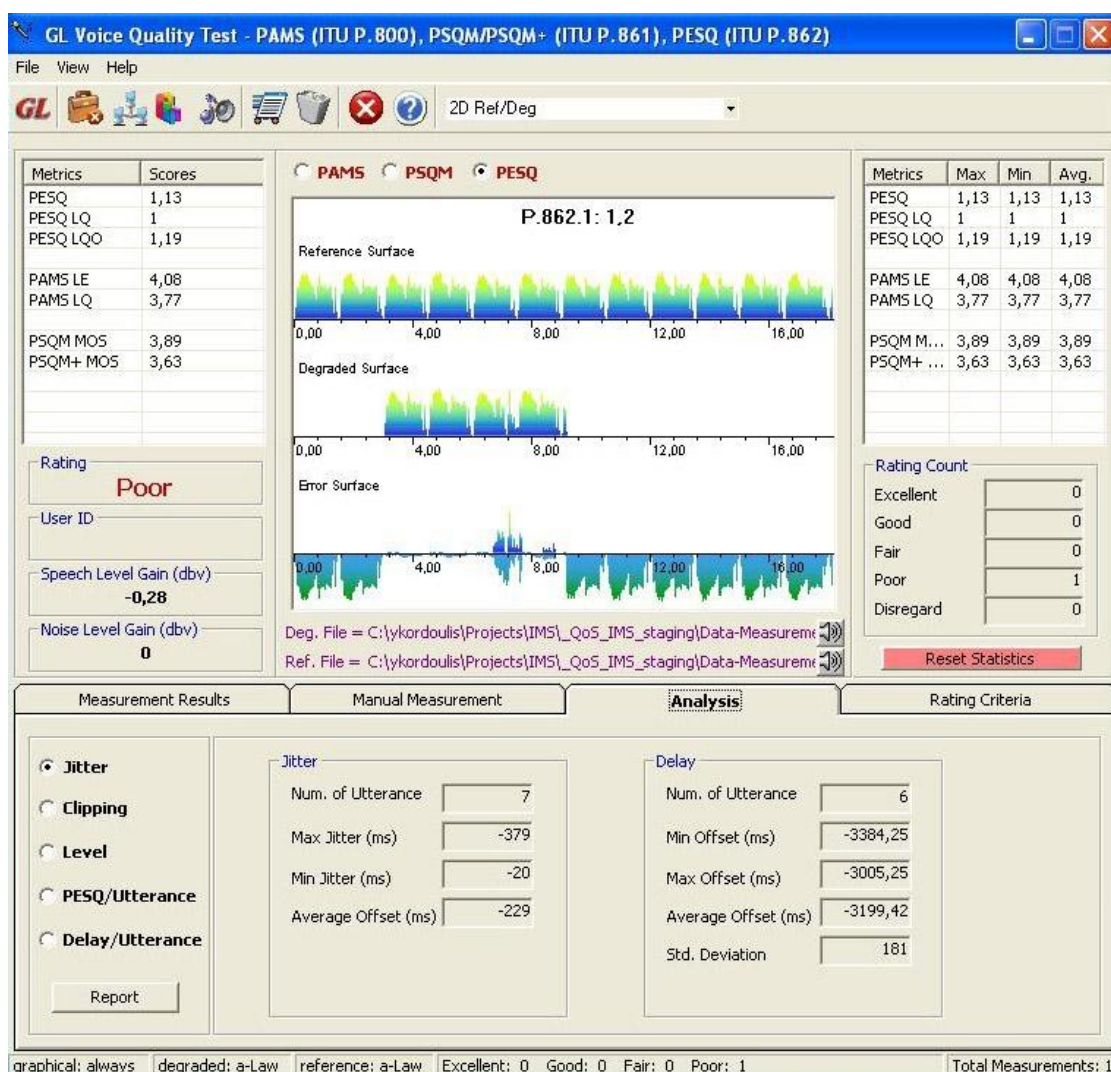 GL Voice Quality Test - PAMS (ITU P.800), PSQM/PSQM+ (ITU P.861), PESQ (ITU P.862)
File View Help
GL 2D Ref/Deg
Metrics Scores
PESQ 1,13
PESQ LQ 1
PESQ LQO 1,19
PAMS LE 4,08
PAMS LQ 3,77
PSQM MOS 3,89
PSQM+ MOS 3,63
Rating
Poor
User ID
Speech Level Gain (dbv)
-0,28
Noise Level Gain (dbv)
0
PAMS PSQM PESQ
P.862.1: 1,2
Reference Surface
0,00 4,00 8,00 12,00 16,00
Degraded Surface
0,00 4,00 8,00 12,00 16,00
Error Surface
0,00 4,00 8,00 12,00 16,00
Deg. File = C:\ykordoulis\Projects\IMS\_QoS_IMS_staging\Data-Measureme
Ref. File = C:\ykordoulis\Projects\IMS\_QoS_IMS_staging\Data-Measureme
Metrics Max Min Avg.
PESQ 1,13 1,13 1,13
PESQ LQ 1 1 1
PESQ LQO 1,19 1,19 1,19
PAMS LE 4,08 4,08 4,08
PAMS LQ 3,77 3,77 3,77
PSQM M... 3,89 3,89 3,89
PSQM+ ... 3,63 3,63 3,63
Rating Count
Excellent 0
Good 0
Fair 0
Poor 1
Disregard 0
Reset Statistics
Measurement Results Manual Measurement Analysis Rating Criteria
Jitter
Clipping
Level
PESQ/Utterance
Delay/Utterance
Report
Jitter
Num. of Utterance 7
Max Jitter (ms) -379
Min Jitter (ms) -20
Average Offset (ms) -229
Delay
Num. of Utterance 6
Min Offset (ms) -3384,25
Max Offset (ms) -3005,25
Average Offset (ms) -3199,42
Std. Deviation 181
graphical: always degraded: a-Law reference: a-Law Excellent: 0 Good: 0 Fair: 0 Poor: 1 Total Measurements: 1